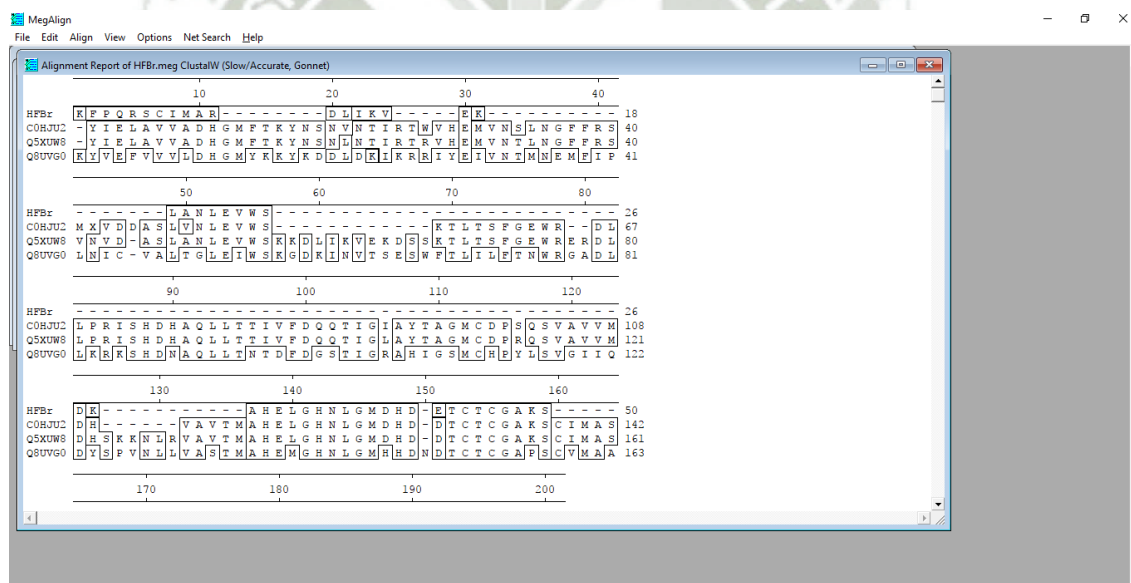 MegAlign
File Edit Align View Options Net Search Help
Alignment Report of HFBr.meg ClustalW (Slow/Accurate, Gonnet)
10 20 30 40
HFBr K F P Q R S C I M A R - - - - - - - - D L I K V - - - - - E K - - - - - - - - - - 18
C0HJU2 - Y I E L A V V A D H G M F T K Y N S N V N T I R T W V H E M V N S L N G F F R S 40
Q5XUW8 - Y I E L A V V A D H G M F T K Y N S N L N T I R T R V H E M V N T L N G F F R S 40
Q8UVG0 K Y V E F V V V L D H G M Y K K Y K D D L D K I K R R I Y E I V N T M N E M F I P 41
50 60 70 80
HFBr - - - - - - - L A N L E V W S - - - - - - - - - - - - - - - - - - - - - - - - - - 26
C0HJU2 M X V D D A S L V N L E V W S - - - - - - - - - - - - K T L T S F G E W R - - D L 67
Q5XUW8 V N V D - A S L A N L E V W S K K D L I K V E K D S S K T L T S F G E W R E R D L 80
Q8UVG0 L N I C - V A L T G L E I W S K G D K I N V T S E S W F T L I L F T N W R G A D L 81
90 100 110 120
HFBr - - - - - - - - - - - - - - - - - - - - - - - - - - - - - - - - - - - - - - - - - 26
C0HJU2 L P R I S H D H A Q L L T T I V F D Q Q T I G I A Y T A G M C D P S Q S V A V V M 108
Q5XUW8 L P R I S H D H A Q L L T T I V F D Q Q T I G L A Y T A G M C D P R Q S V A V V M 121
Q8UVG0 L K R K S H D N A Q L L T N T D F D G S T I G R A H I G S M C H P Y L S V G I I Q 122
130 140 150 160
HFBr D K - - - - - - - - - - - A H E L G H N L G M D H D - E T C T C G A K S - - - - - 50
C0HJU2 D H - - - - - - V A V T M A H E L G H N L G M D H D - D T C T C G A K S C I M A S 142
Q5XUW8 D H S K K N L R V A V T M A H E L G H N L G M D H D - D T C T C G A K S C I M A S 161
Q8UVG0 D Y S P V N L L V A S T M A H E M G H N L G M H H D N D T C T C G A P S C V M A A 163
170 180 190 200